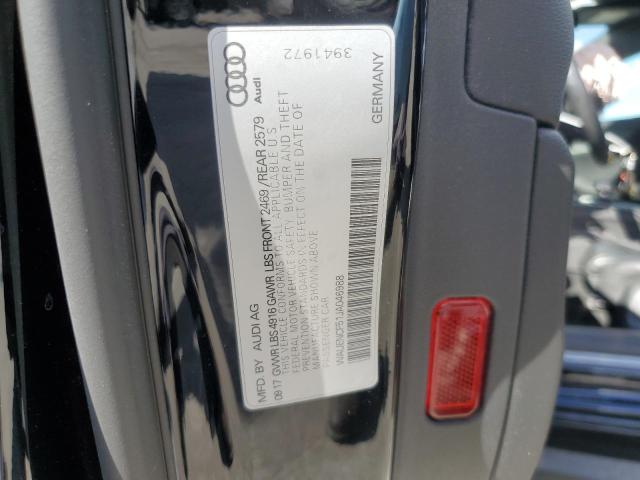 MFD. BY AUDI AG
09 17 GVWR LBS 4916 GAWR LBS FRONT 2469 / REAR 2579
THIS VEHICLE CONFORMS TO ALL APPLICABLE U S
FEDERAL MOTOR VEHICLE SAFETY, BUMPER AND THEFT
PREVENTION STANDARDS IN EFFECT ON THE DATE OF
MANUFACTURE SHOWN ABOVE
PASSENGER CAR
Audi
3941972
GERMANY